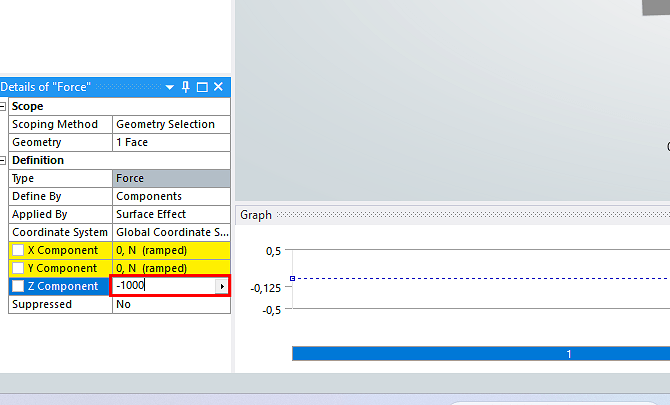 Details of "Force"
Scope
Scoping Method Geometry Selection
Geometry 1 Face
Definition
Type Force
Define By Components
Applied By Surface Effect
Coordinate System Global Coordinate S...
X Component 0, N (ramped)
Y Component 0, N (ramped)
Z Component -1000
Suppressed No
Graph
0,5
-0,125
-0,5
1